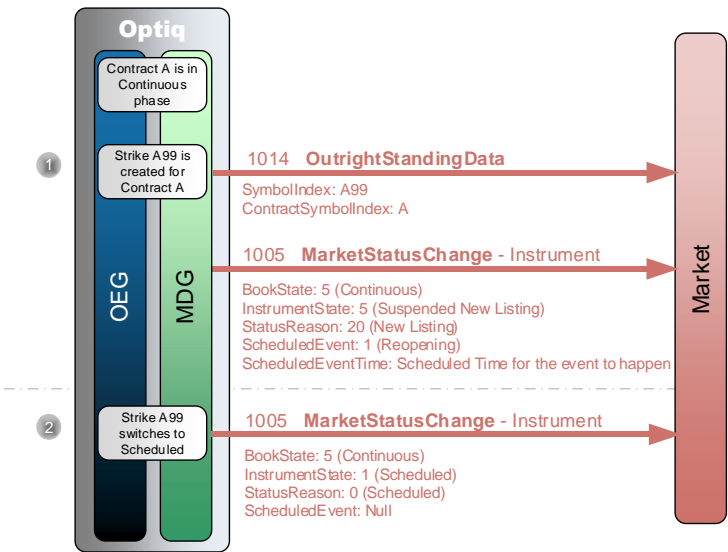 Optiq
Contract A is in
Continuous
phase
1
Strike A99 is
created for
Contract A
1014 OutrightStandingData
SymbolIndex: A99
ContractSymbolIndex: A
1005 MarketStatusChange - Instrument
BookState: 5 (Continuous)
InstrumentState: 5 (Suspended New Listing)
StatusReason: 20 (New Listing)
ScheduledEvent: 1 (Reopening)
ScheduledEventTime: Scheduled Time for the event to happen
OEG
MDG
Market
2
Strike A99
switches to
Scheduled
1005 MarketStatusChange - Instrument
BookState: 5 (Continuous)
InstrumentState: 1 (Scheduled)
StatusReason: 0 (Scheduled)
ScheduledEvent: Null